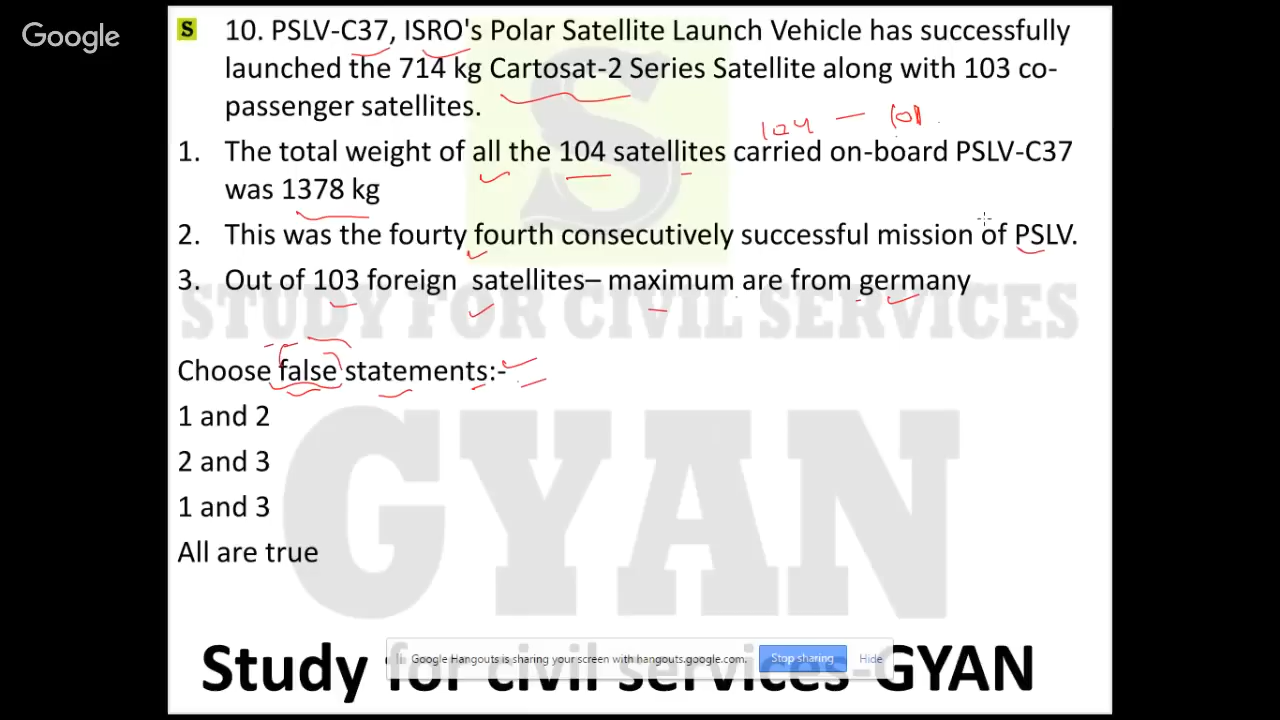 Google
S 10. PSLV-C37, ISRO's Polar Satellite Launch Vehicle has successfully
launched the 714 kg Cartosat-2 Series Satellite along with 103 co-
passenger satellites.
104 — 101
1. The total weight of all the 104 satellites carried on-board PSLV-C37
was 1378 kg
2. This was the fourty fourth consecutively successful mission of PSLV.
3. Out of 103 foreign satellites– maximum are from germany
STUDY FOR CIVIL SERVICES
Choose false statements:-
1 and 2
2 and 3
1 and 3
All are true
GYAN
Google Hangouts is sharing your screen with hangouts.google.com. Stop sharing Hide
Study for civil services-GYAN